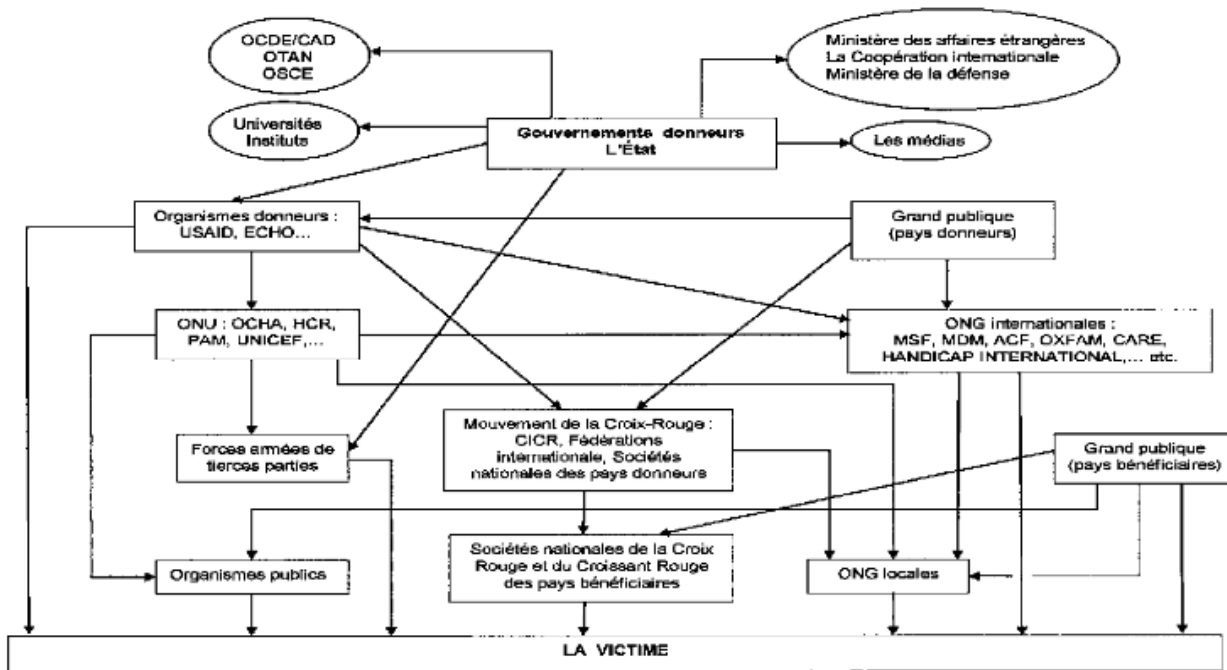 OCDE/CAD
OTAN
OSCE
Ministère des affaires étrangères
La Coopération internationale
Ministère de la défense
Universités
Instituts
Gouvernements donneurs
L'État
Les médias
Organismes donneurs :
USAID, ECHO...
Grand publique
(pays donneurs)
ONU : OCHA, HCR,
PAM, UNICEF,...
ONG internationales :
MSF, MDM, ACF, OXFAM, CARE,
HANDICAP INTERNATIONAL,... etc.
Forces armées de
tierces parties
Mouvement de la Croix-Rouge :
CICR, Fédérations
internationale, Sociétés
nationales des pays donneurs
Grand publique
(pays bénéficiaires)
Organismes publics
Sociétés nationales de la Croix
Rouge et du Croissant Rouge
des pays bénéficiaires
ONG locales
LA VICTIME